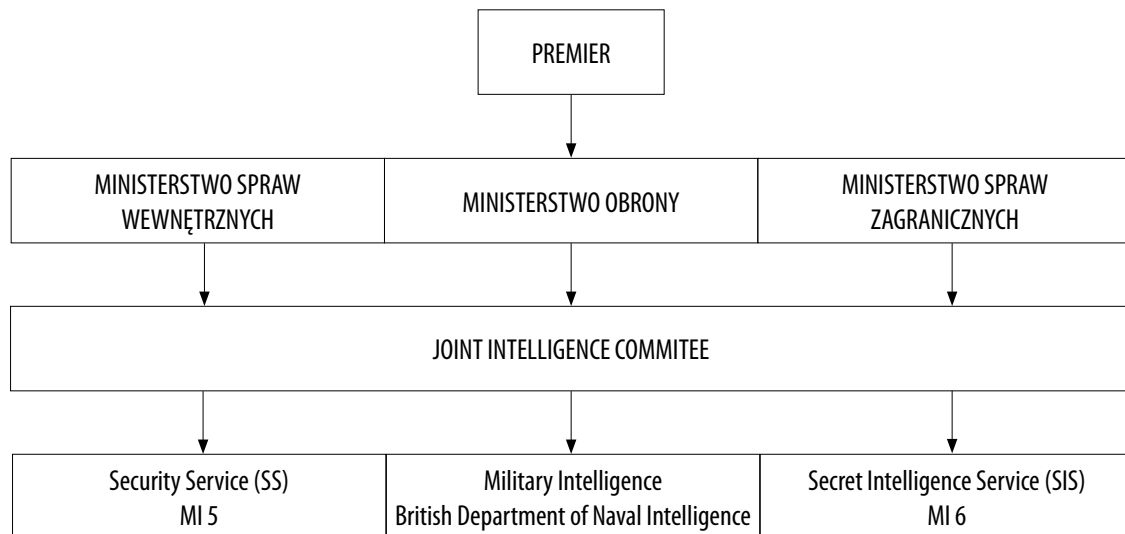 PREMIER
MINISTERSTWO SPRAW
WEWNĘTRZNYCH
MINISTERSTWO OBRONY
MINISTERSTWO SPRAW
ZAGRANICZNYCH
JOINT INTELLIGENCE COMMITEE
Security Service (SS)
MI 5
Military Intelligence
British Department of Naval Intelligence
Secret Intelligence Service (SIS)
MI 6